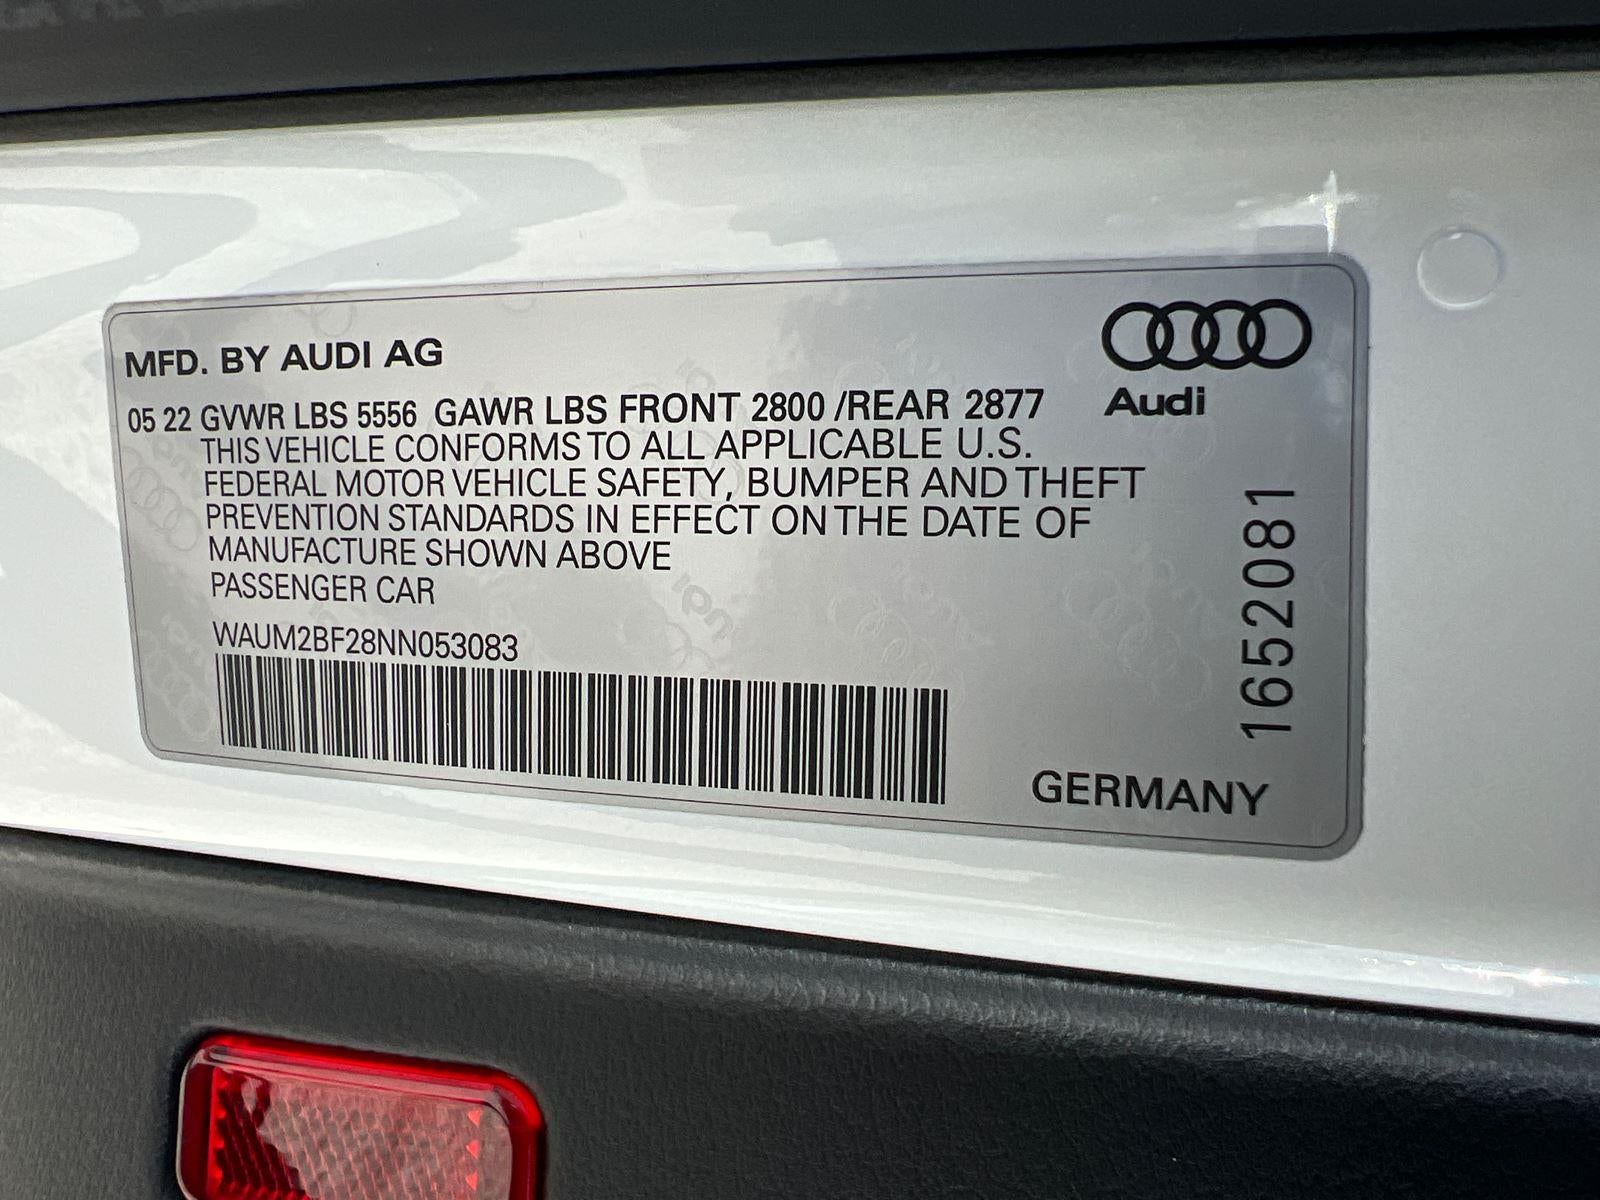 MFD. BY AUDI AG
Audi
05 22 GVWR LBS 5556 GAWR LBS FRONT 2800 /REAR 2877
THIS VEHICLE CONFORMS TO ALL APPLICABLE U.S.
FEDERAL MOTOR VEHICLE SAFETY, BUMPER AND THEFT
PREVENTION STANDARDS IN EFFECT ON THE DATE OF
MANUFACTURE SHOWN ABOVE
PASSENGER CAR
WAUM2BF28NN053083
1652081
GERMANY